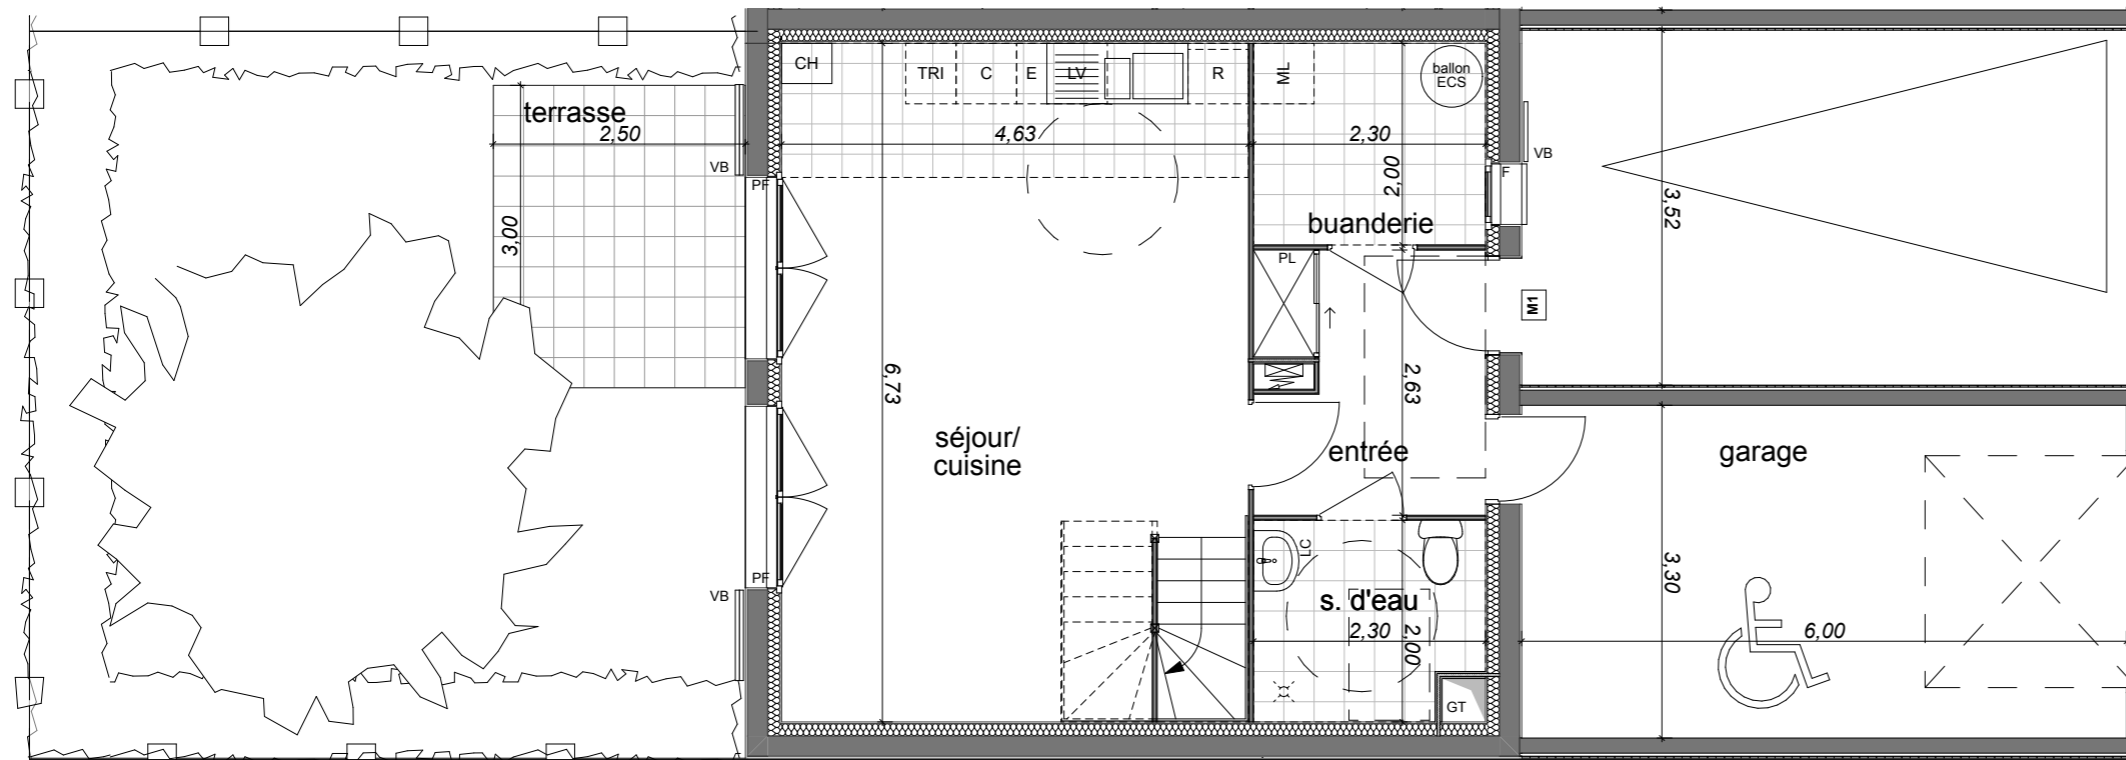 CH
TRI
C
E
LV
R
ML
ballon
ECS
terrasse
2,50
4,63
2,30
VB
VB
PF
F
2,00
3,00
3,52
buanderie
PL
M1
6,73
2,63
séjour/
cuisine
entrée
garage
LC
PF
VB
3,30
s. d'eau
2,30
2,00
6,00
GT